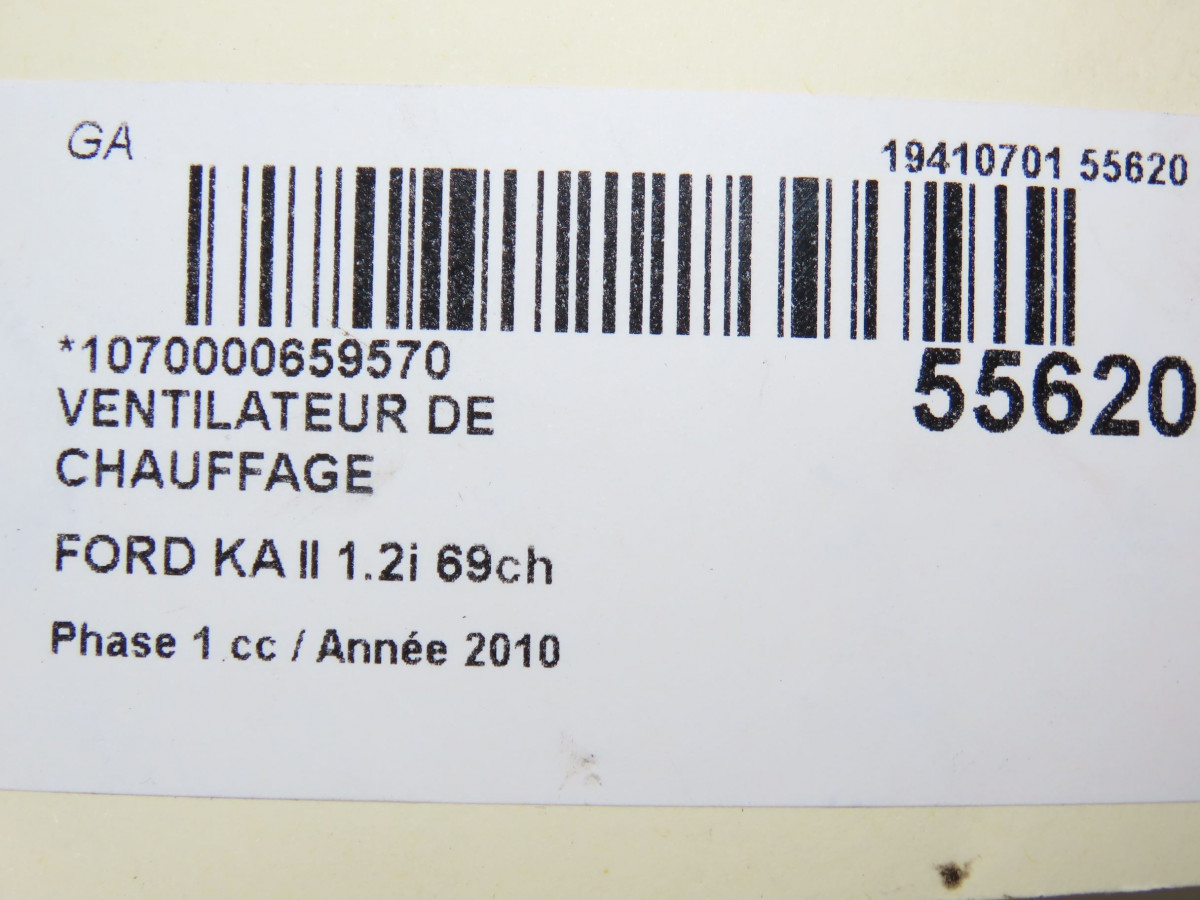 GA
19410701 55620
*1070000659570
55620
VENTILATEUR DE
CHAUFFAGE
FORD KA II 1.2i 69ch
Phase 1 cc / Année 2010